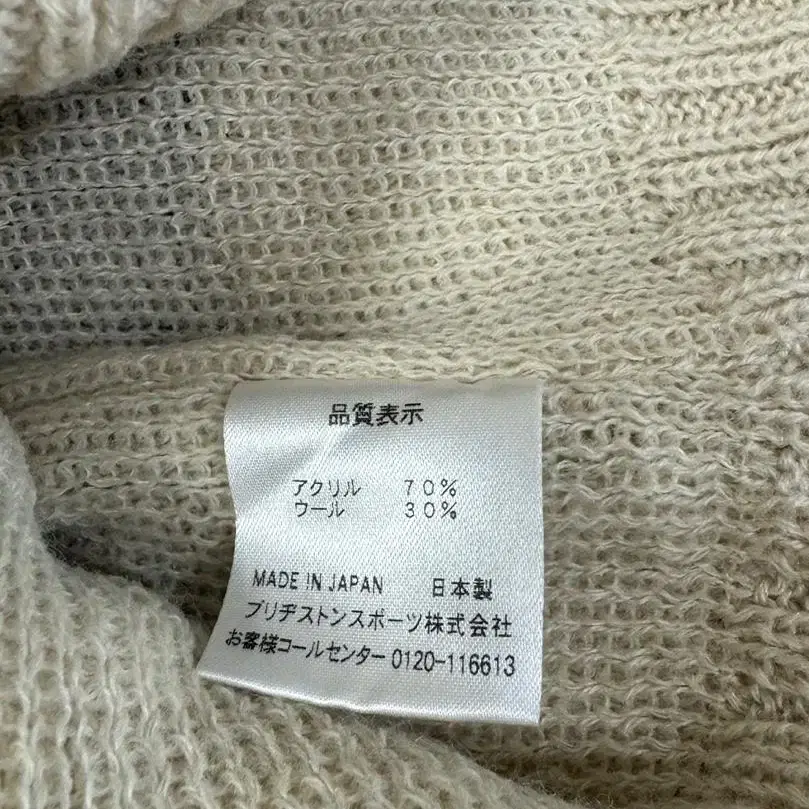 品質表示
アクリル 70%
ウール 30%
MADE IN JAPAN 日本製
ブリヂストンスポーツ株式会社
お客様コールセンター 0120-116613